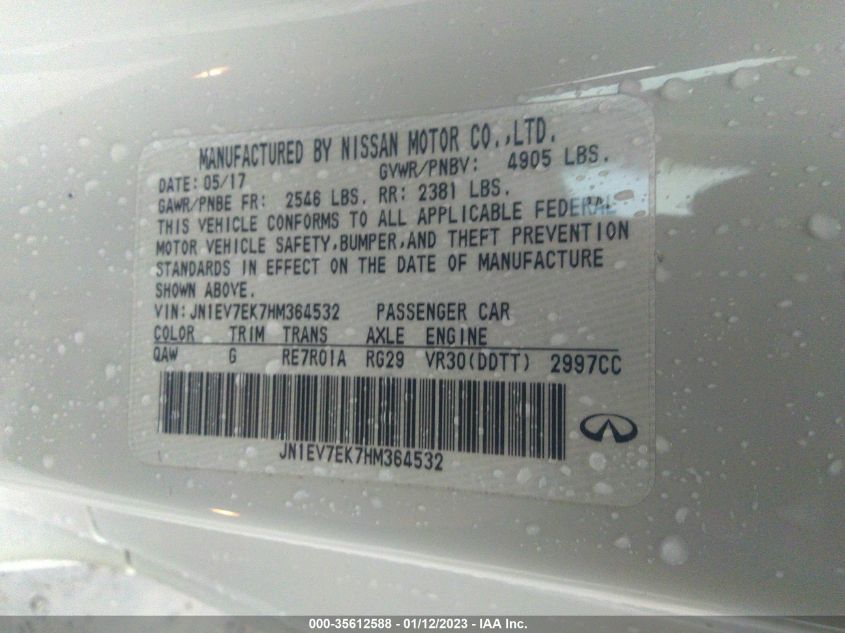 MANUFACTURED BY NISSAN MOTOR CO.,LTD.
DATE: 05/17 GVWR/PNBV: 4905 LBS.
GAWR/PNBE FR: 2546 LBS. RR: 2381 LBS.
THIS VEHICLE CONFORMS TO ALL APPLICABLE FEDERAL
MOTOR VEHICLE SAFETY,BUMPER,AND THEFT PREVENTION
STANDARDS IN EFFECT ON THE DATE OF MANUFACTURE
SHOWN ABOVE.
VIN:JN1EV7EK7HM364532 PASSENGER CAR
COLOR TRIM TRANS AXLE ENGINE
QAW G RE7R01A RG29 VR30(DDTT) 2997CC
JN1EV7EK7HM364532
000-35612588 - 01/12/2023 - IAA Inc.